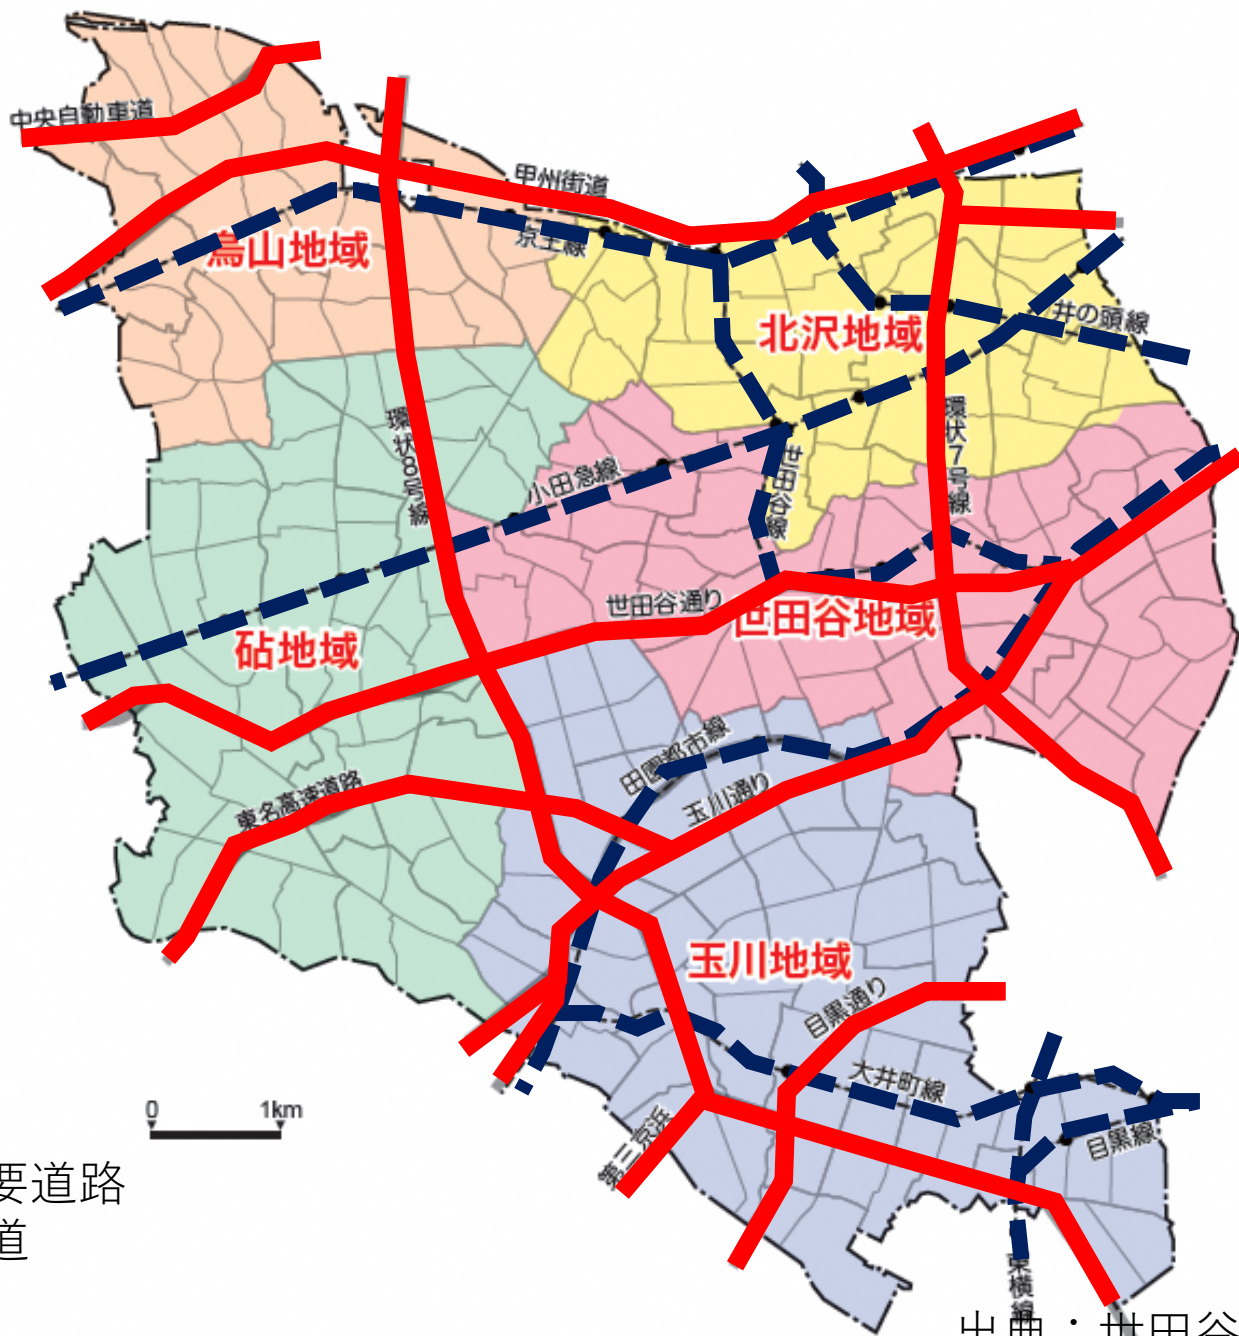 中央自動車道
甲州街道
京王線
烏山地域
北沢地域
井の頭線
環状8号線
環状7号線
小田急線
世田谷線
世田谷通り
世田谷地域
砧地域
田園都市線
玉川通り
東名高速道路
玉川地域
目黒通り
大井町線
目黒線
第三京浜
東横線
0 1km
要道路
道
出典：世田谷